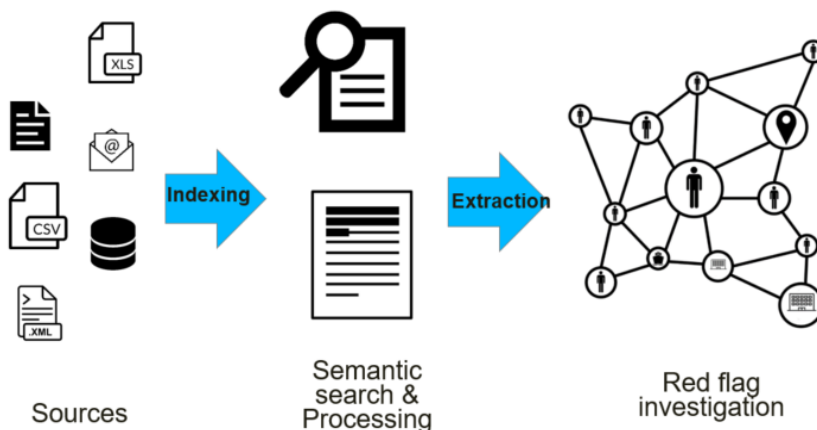 XLS
@
CSV
.XML
Sources
Indexing
Semantic
search &
Processing
Extraction
Red flag
investigation